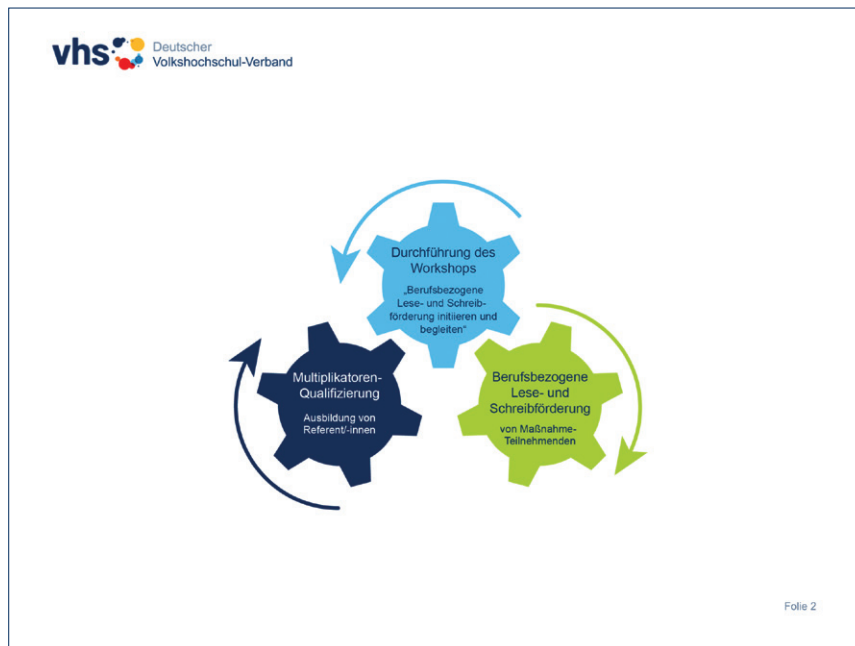 vhs
Deutscher
Volkshochschul-Verband
Durchführung des
Workshops
„Berufsbezogene
Lese- und Schreib-
förderung initiieren und
begleiten“
Multiplikatoren-
Qualifizierung
Ausbildung von
Referent/-innen
Berufsbezogene
Lese- und
Schreibförderung
von Maßnahme-
Teilnehmenden
Folie 2